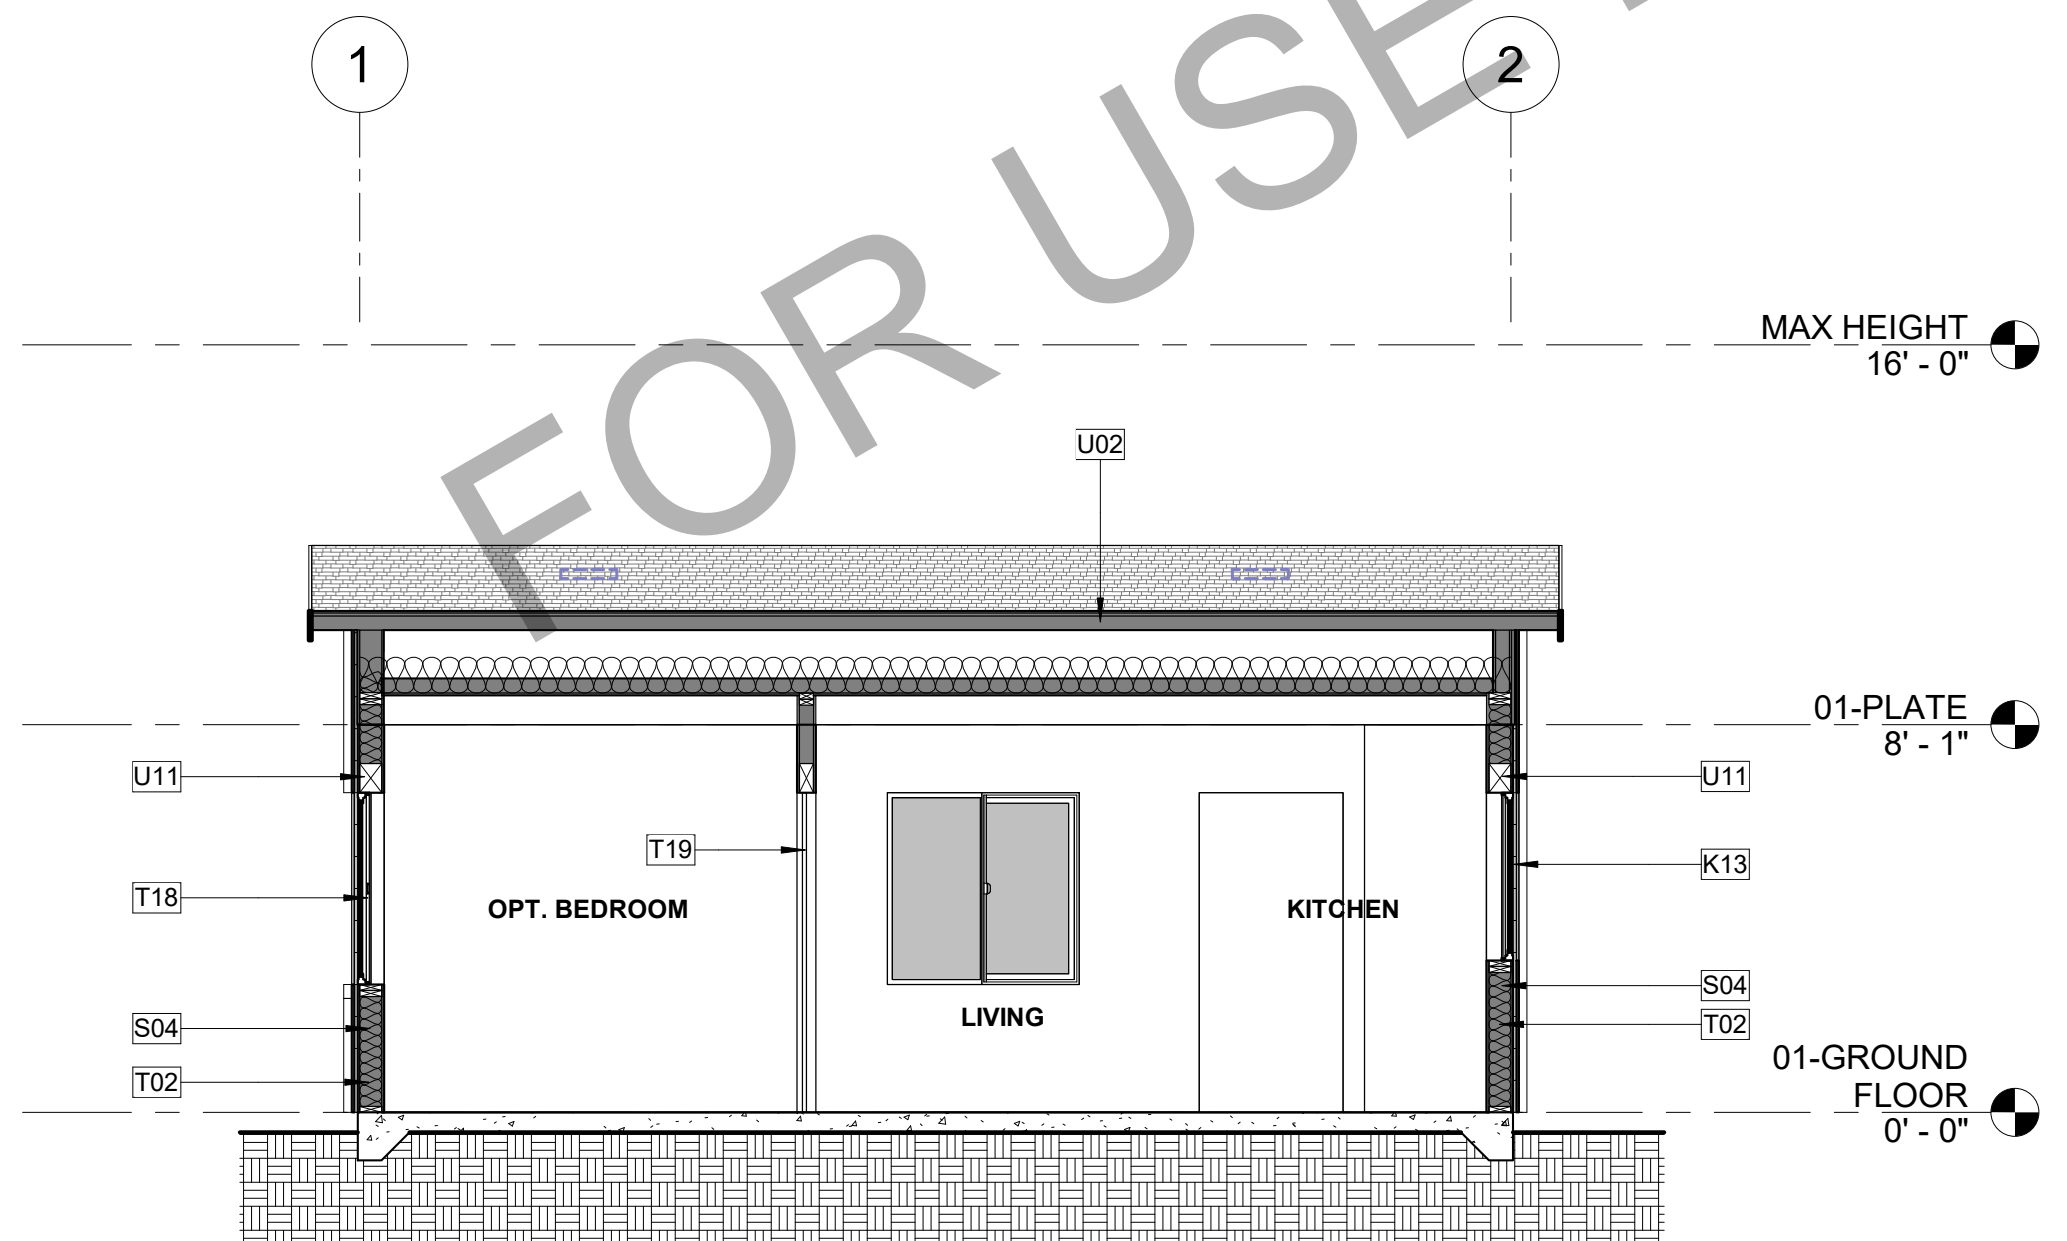 1
2
FOR USE
MAX HEIGHT
16' - 0"
U02
01-PLATE
8' - 1"
U11
U11
T19
K13
T18
OPT. BEDROOM
KITCHEN
S04
LIVING
S04
T02
T02
01-GROUND
FLOOR
0' - 0"